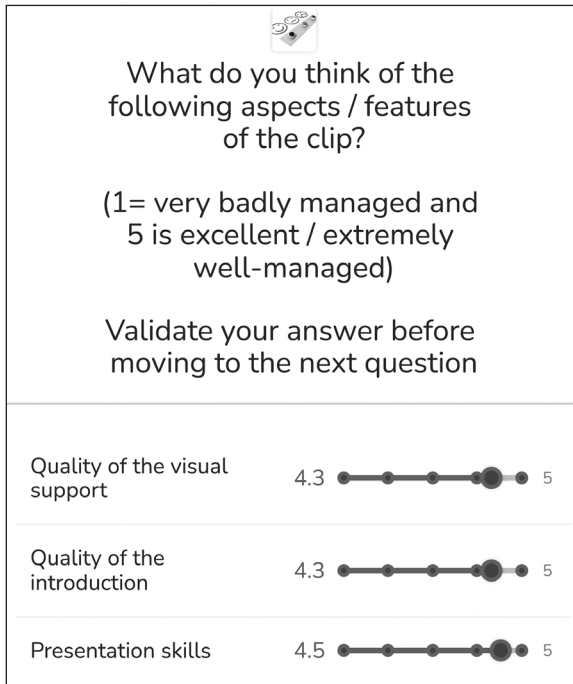 What do you think of the
following aspects / features
of the clip?
(1= very badly managed and
5 is excellent / extremely
well-managed)
Validate your answer before
moving to the next question
Quality of the visual
support
4.3
5
Quality of the
introduction
4.3
5
Presentation skills
4.5
5